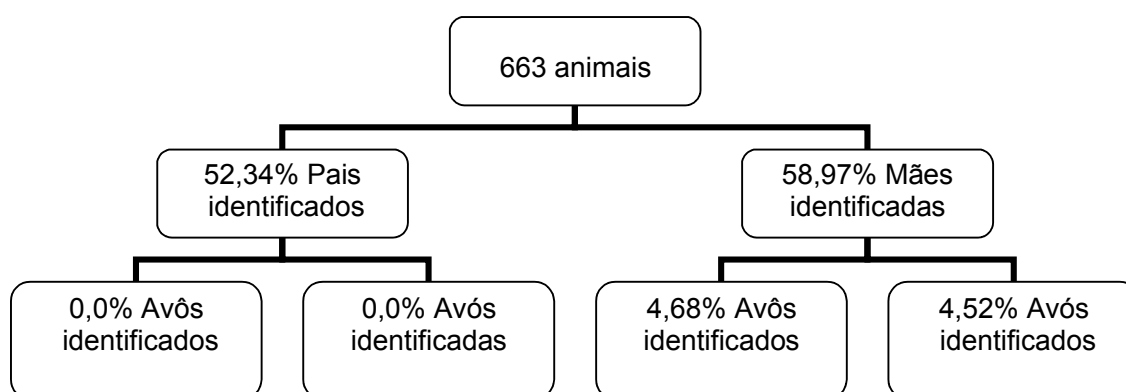 663 animais
52,34% Pais
identificados
58,97% Mães
identificadas
0,0% Avôs
identificados
0,0% Avós
identificadas
4,68% Avôs
identificados
4,52% Avós
identificados